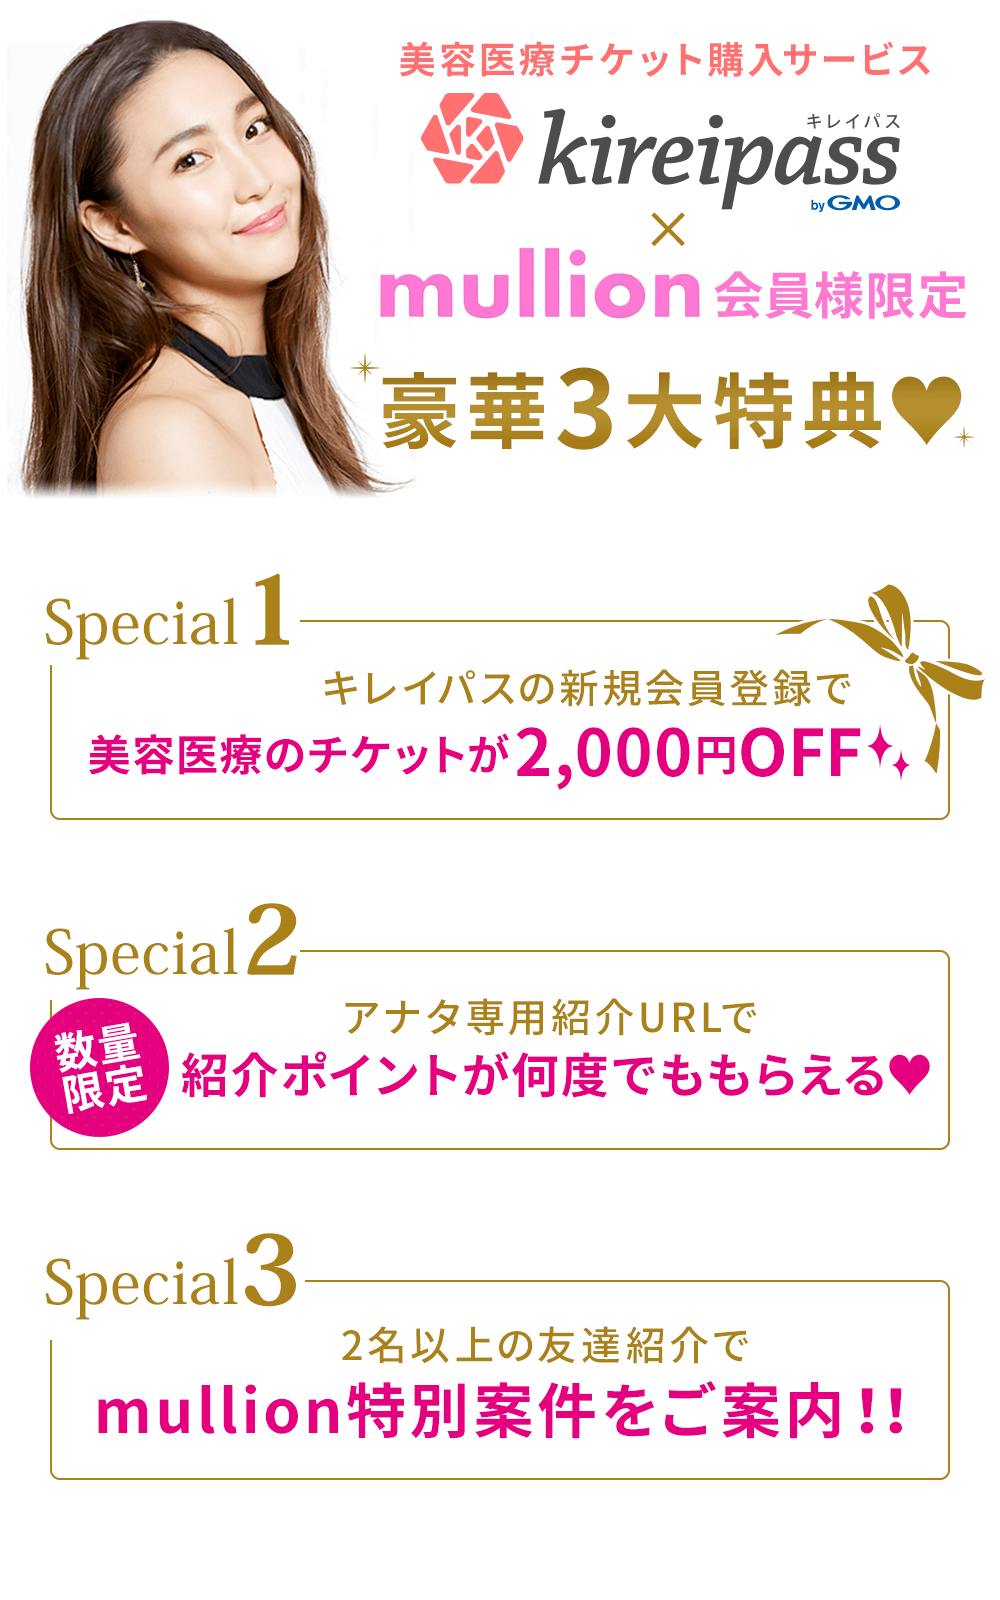 美容医療チケット購入サービス
キレイパス
kireipass
by GMO
×
mullion 会員様限定
豪華3大特典♥
Special 1
キレイパスの新規会員登録で
美容医療のチケットが2,000円OFF
Special 2
アナタ専用紹介URLで
数量
限定
紹介ポイントが何度でももらえる♥
Special 3
2名以上の友達紹介で
mullion特別案件をご案内！！